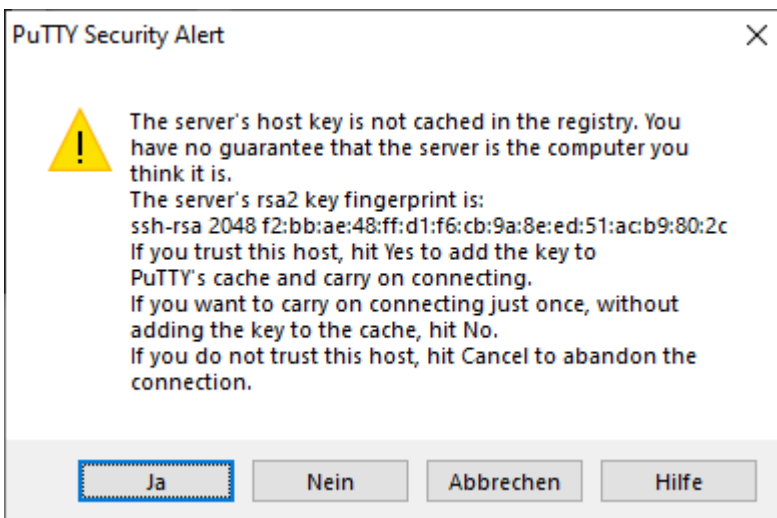 PuTTY Security Alert
The server's host key is not cached in the registry. You
have no guarantee that the server is the computer you
think it is.
The server's rsa2 key fingerprint is:
ssh-rsa 2048 f2:bb:ae:48:ff:d1:f6:cb:9a:8e:ed:51:ac:b9:80:2c
If you trust this host, hit Yes to add the key to
PuTTY's cache and carry on connecting.
If you want to carry on connecting just once, without
adding the key to the cache, hit No.
If you do not trust this host, hit Cancel to abandon the
connection.
Ja Nein Abbrechen Hilfe